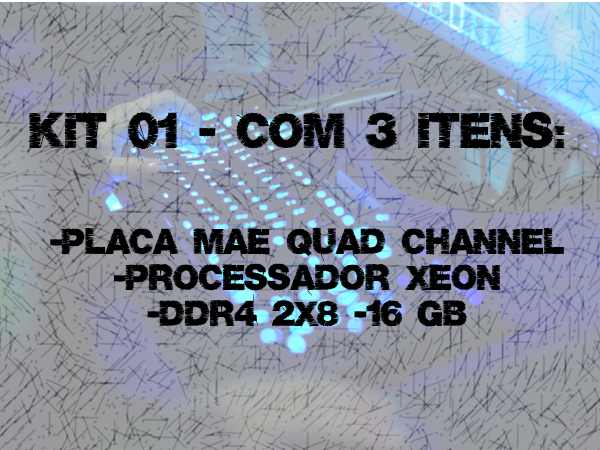 KIT 01 - COM 3 ITENS:
-PLACA MAE QUAD CHANNEL
-PROCESSADOR XEON
-DDR4 2X8 -16 GB